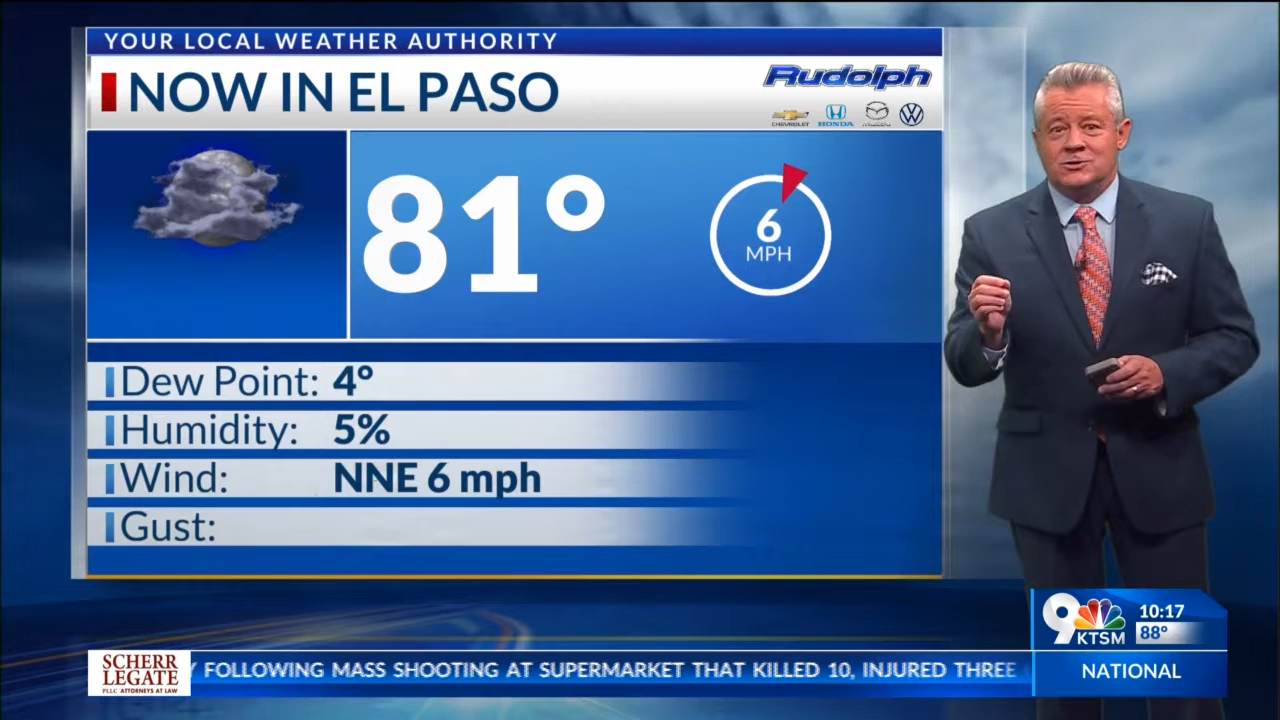 YOUR LOCAL WEATHER AUTHORITY
NOW IN EL PASO
Rudolph
CHEVROLET HONDA mazda
81°
6
MPH
Dew Point: 4°
Humidity: 5%
Wind: NNE 6 mph
Gust:
9
KTSM
10:17
88°
SCHERR
LEGATE
PLLC ATTORNEYS AT LAW
FOLLOWING MASS SHOOTING AT SUPERMARKET THAT KILLED 10, INJURED THREE
NATIONAL